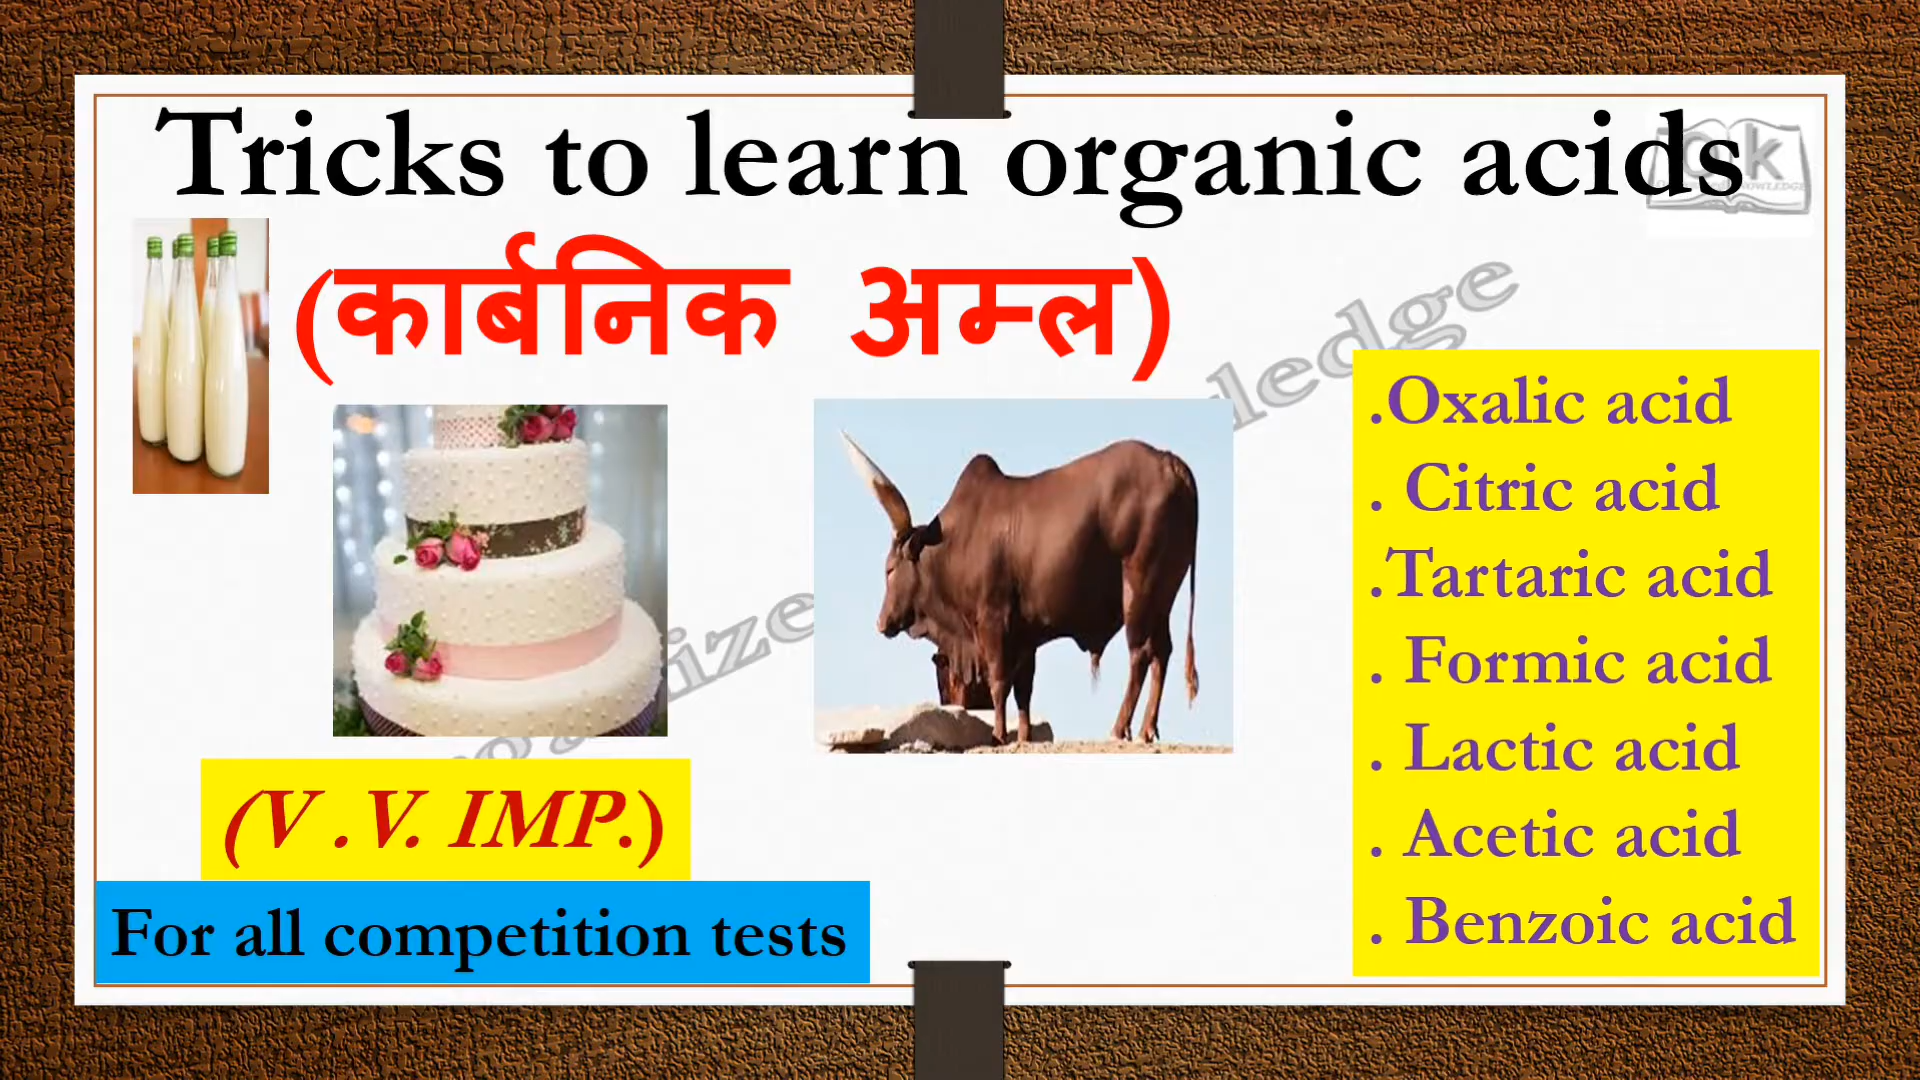 Tricks to learn organic acids
(कार्बनिक अम्ल)
.Oxalic acid
. Citric acid
.Tartaric acid
. Formic acid
. Lactic acid
. Acetic acid
. Benzoic acid
(V .V. IMP.)
For all competition tests